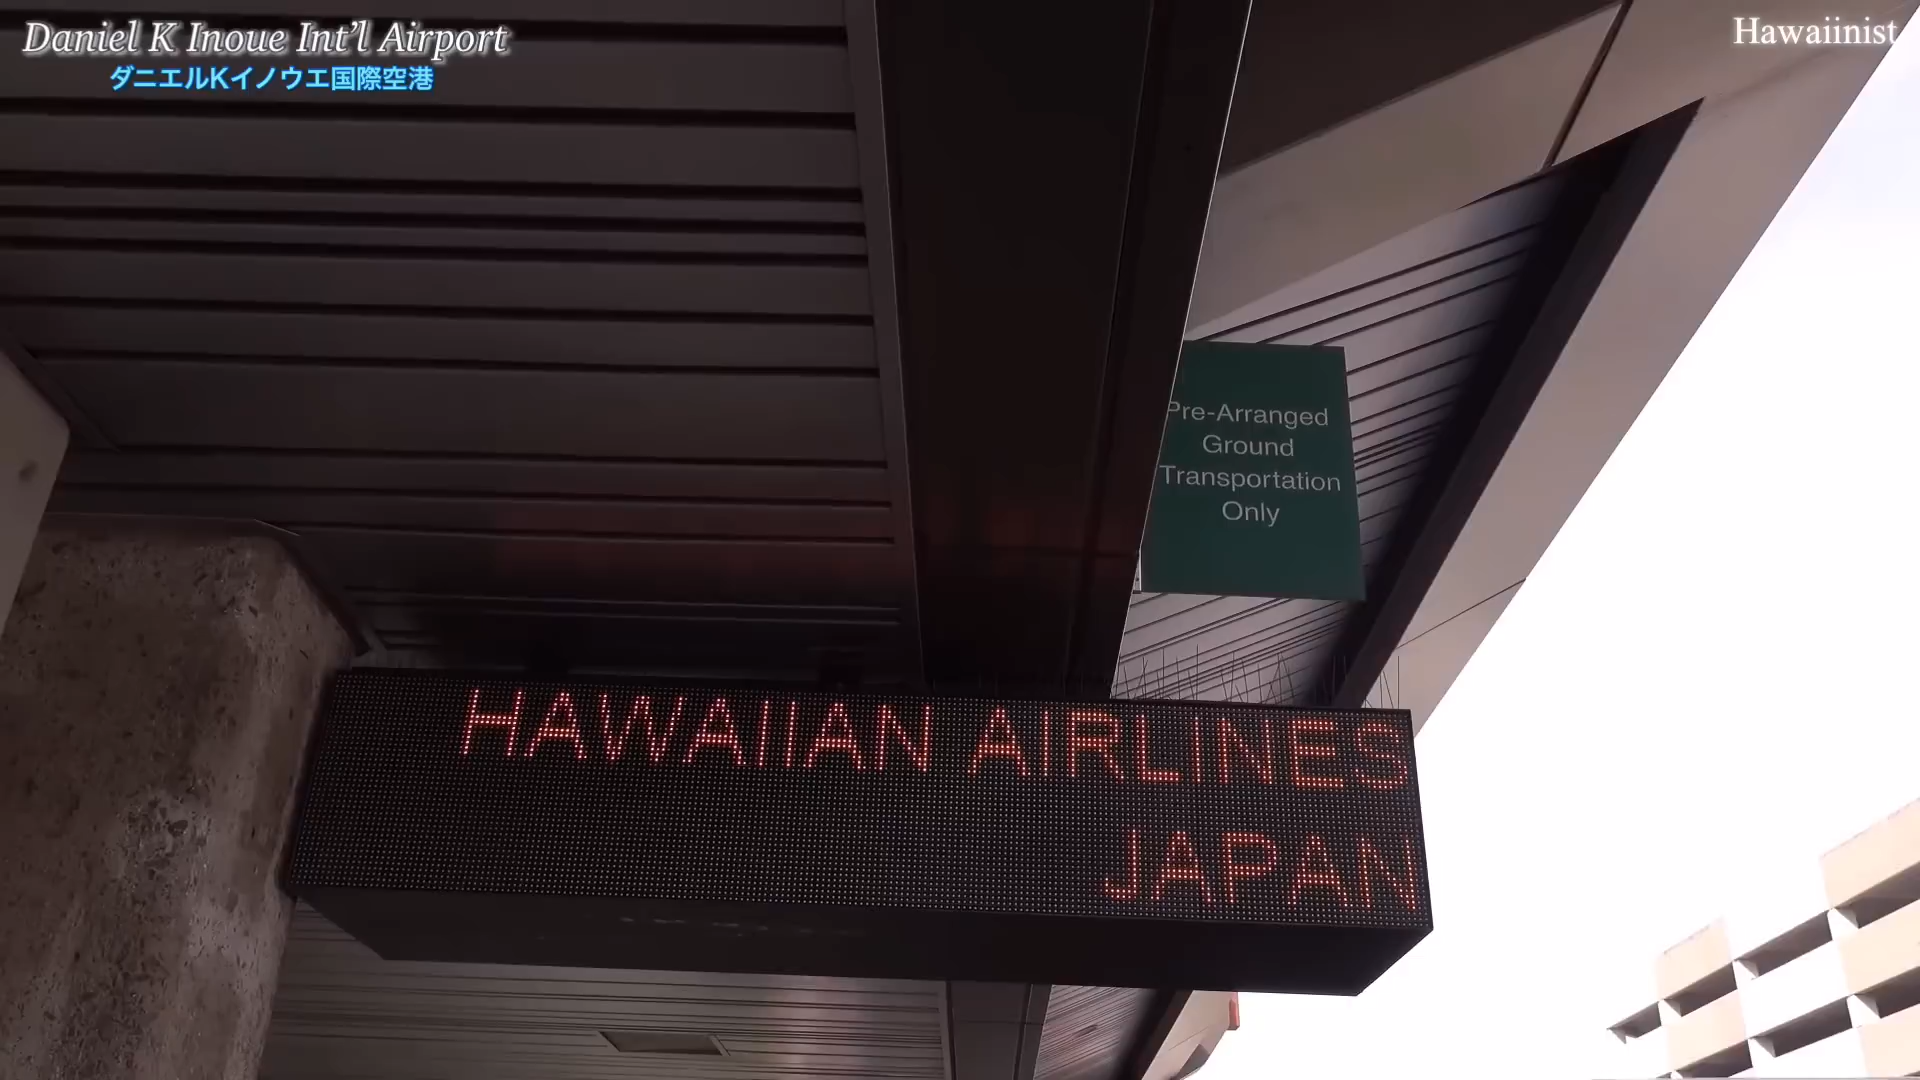 Daniel K Inoue Int'l Airport
ダニエルKイノウエ国際空港
Hawaiinist
Pre-Arranged
Ground
Transportation
Only
HAWAIIAN AIRLINES
JAPAN